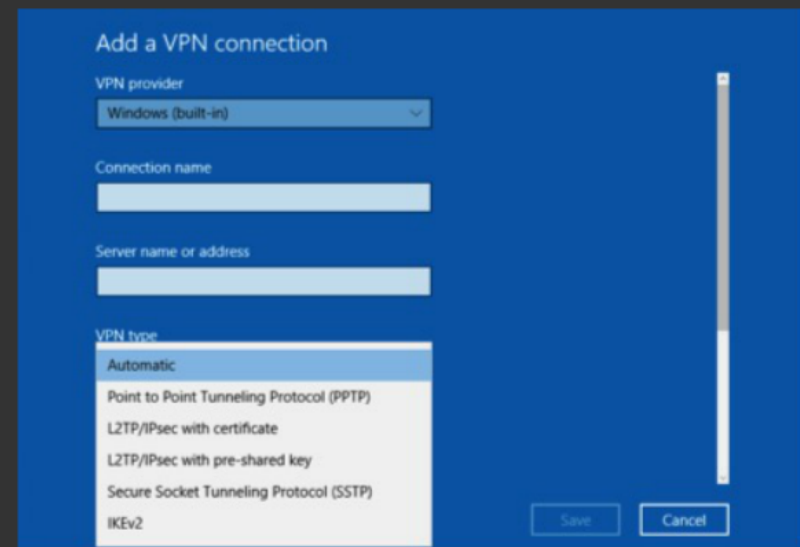 Add a VPN connection
VPN provider
Windows (built-in)
Connection name
Server name or address
VPN type
Automatic
Point to Point Tunneling Protocol (PPTP)
L2TP/IPsec with certificate
L2TP/IPsec with pre-shared key
Secure Socket Tunneling Protocol (SSTP)
IKEv2
Save
Cancel